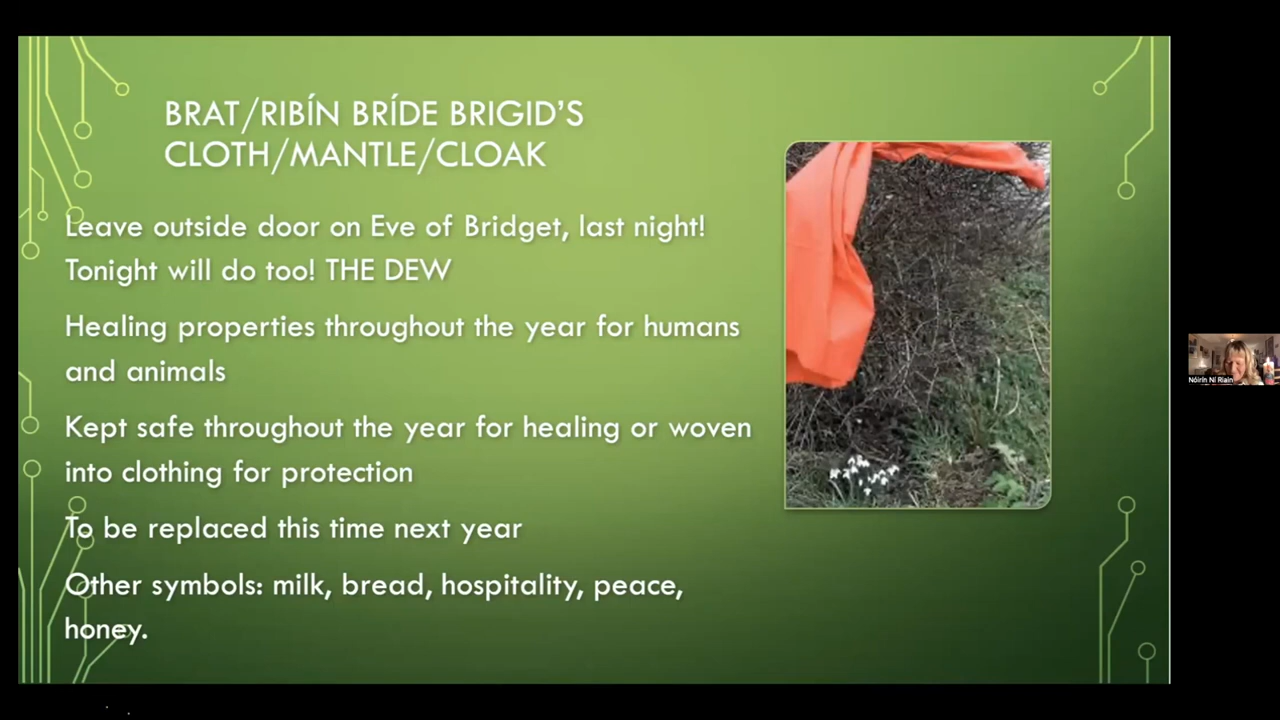 BRAT/RIBÍN BRÍDE BRIGID’S
CLOTH/MANTLE/CLOAK
Leave outside door on Eve of Bridget, last night!
Tonight will do too! THE DEW
Healing properties throughout the year for humans
and animals
Kept safe throughout the year for healing or woven
into clothing for protection
To be replaced this time next year
Other symbols: milk, bread, hospitality, peace,
honey.
Nóirín Ní Riain